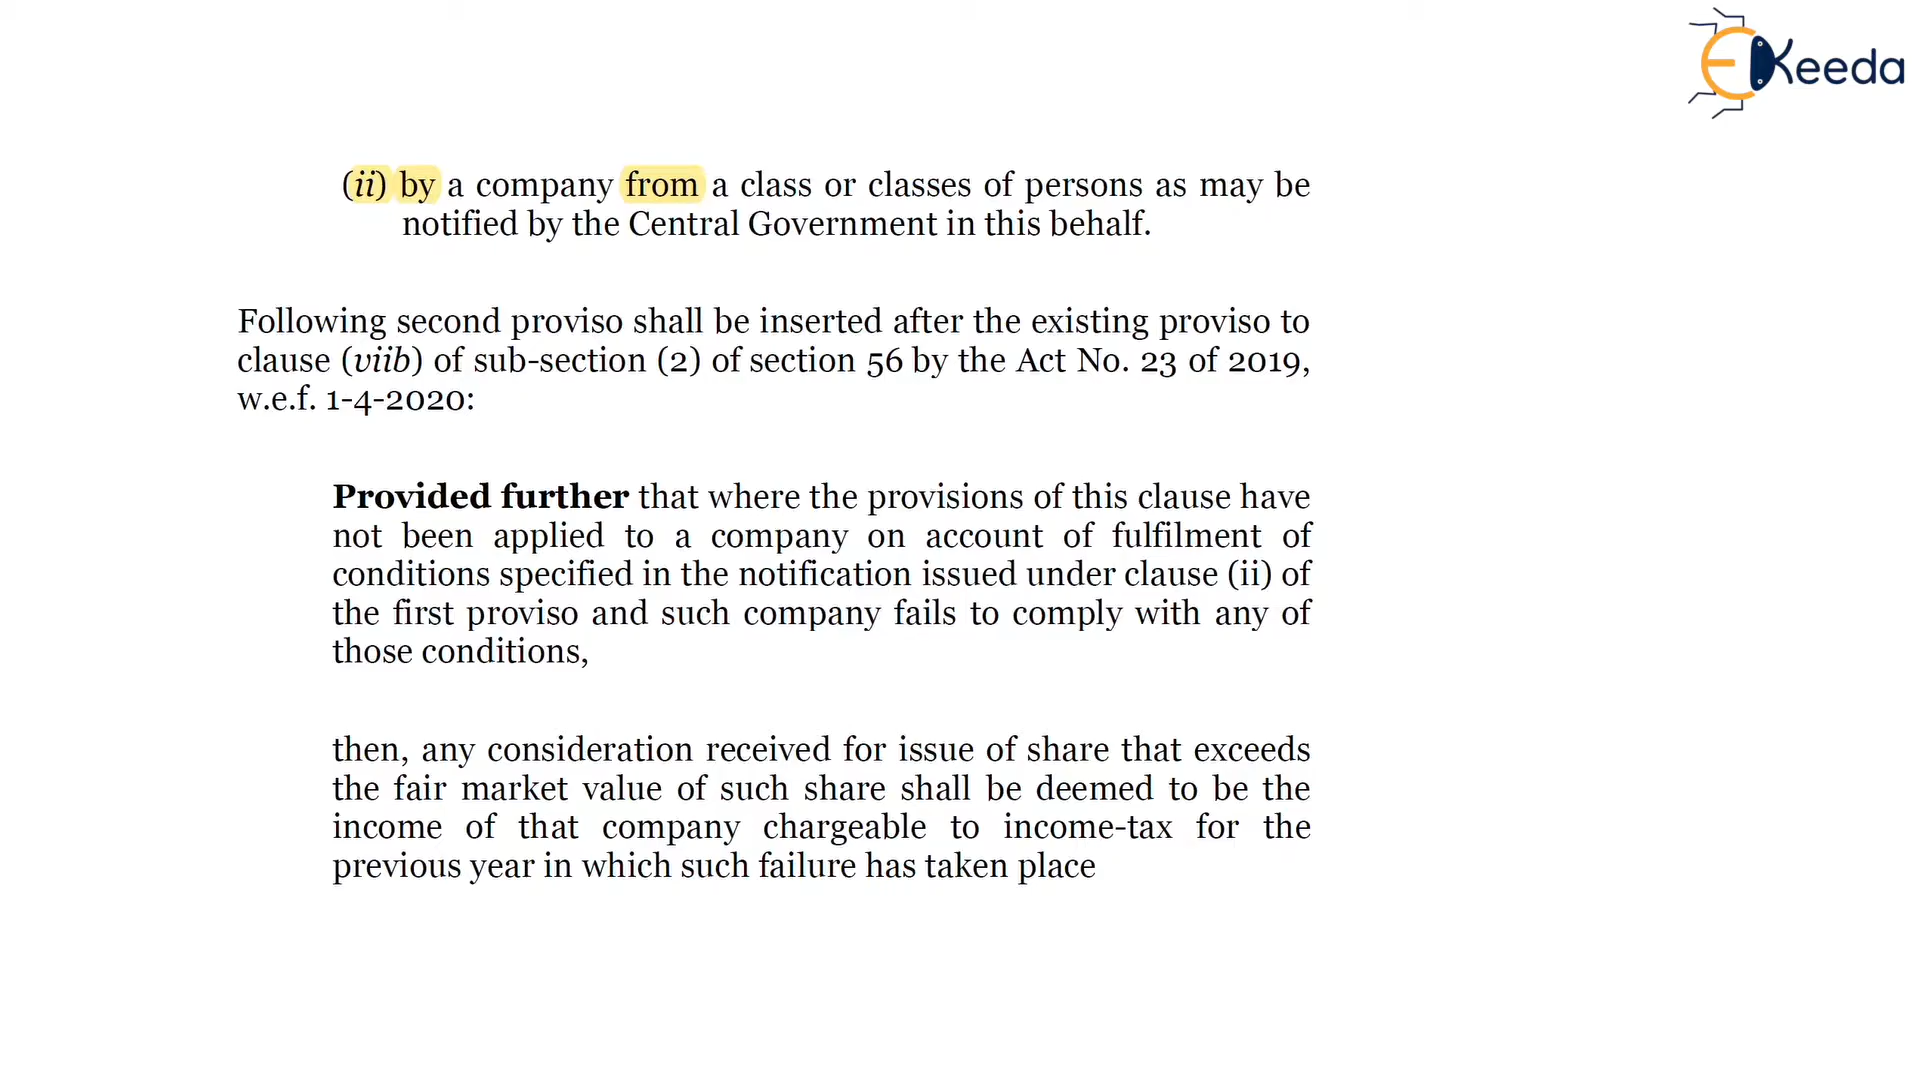 EKeeda
(ii) by a company from a class or classes of persons as may be
notified by the Central Government in this behalf.
Following second proviso shall be inserted after the existing proviso to
clause (viib) of sub-section (2) of section 56 by the Act No. 23 of 2019,
w.e.f. 1-4-2020:
Provided further that where the provisions of this clause have
not been applied to a company on account of fulfilment of
conditions specified in the notification issued under clause (ii) of
the first proviso and such company fails to comply with any of
those conditions,
then, any consideration received for issue of share that exceeds
the fair market value of such share shall be deemed to be the
income of that company chargeable to income-tax for the
previous year in which such failure has taken place